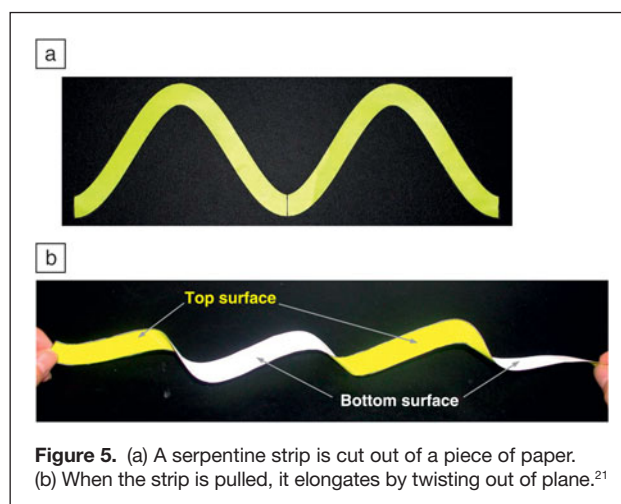 a
b
Top surface
Bottom surface
Figure 5. (a) A serpentine strip is cut out of a piece of paper.
(b) When the strip is pulled, it elongates by twisting out of plane.21